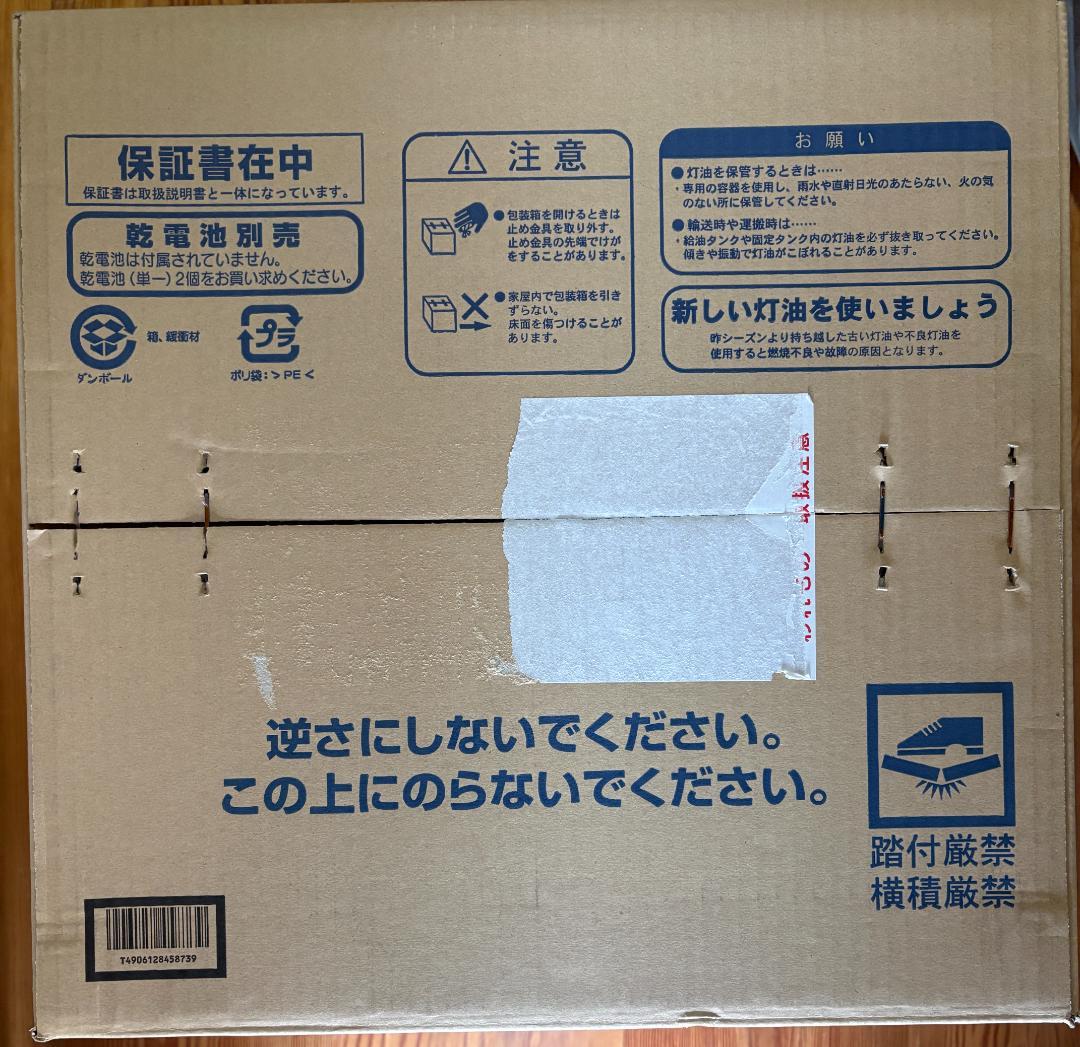 保証書在中
保証書は取扱説明書と一体になっています。
乾電池別売
乾電池は付属されていません。
乾電池(単一)2個をお買い求めください。
箱、緩衝材
ダンボール
プラ
ポリ袋:>PE<
注意
●包装箱を開けるときは
止め金具を取り外す。
止め金具の先端でけが
をすることがあります。
●家屋内で包装箱を引き
ずらない。
床面を傷つけることが
あります。
お願い
●灯油を保管するときは……
・専用の容器を使用し、雨水や直射日光のあたらない、火の気
のない所に保管してください。
●輸送時や運搬時は……
・給油タンクや固定タンク内の灯油を必ず抜き取ってください。
傾きや振動で灯油がこぼれることがあります。
新しい灯油を使いましょう
昨シーズンより持ち越した古い灯油や不良灯油を
使用すると燃焼不良や故障の原因となります。
われもの 取扱注意
逆さにしないでください。
この上にのらないでください。
踏付厳禁
横積厳禁
T4906128458739